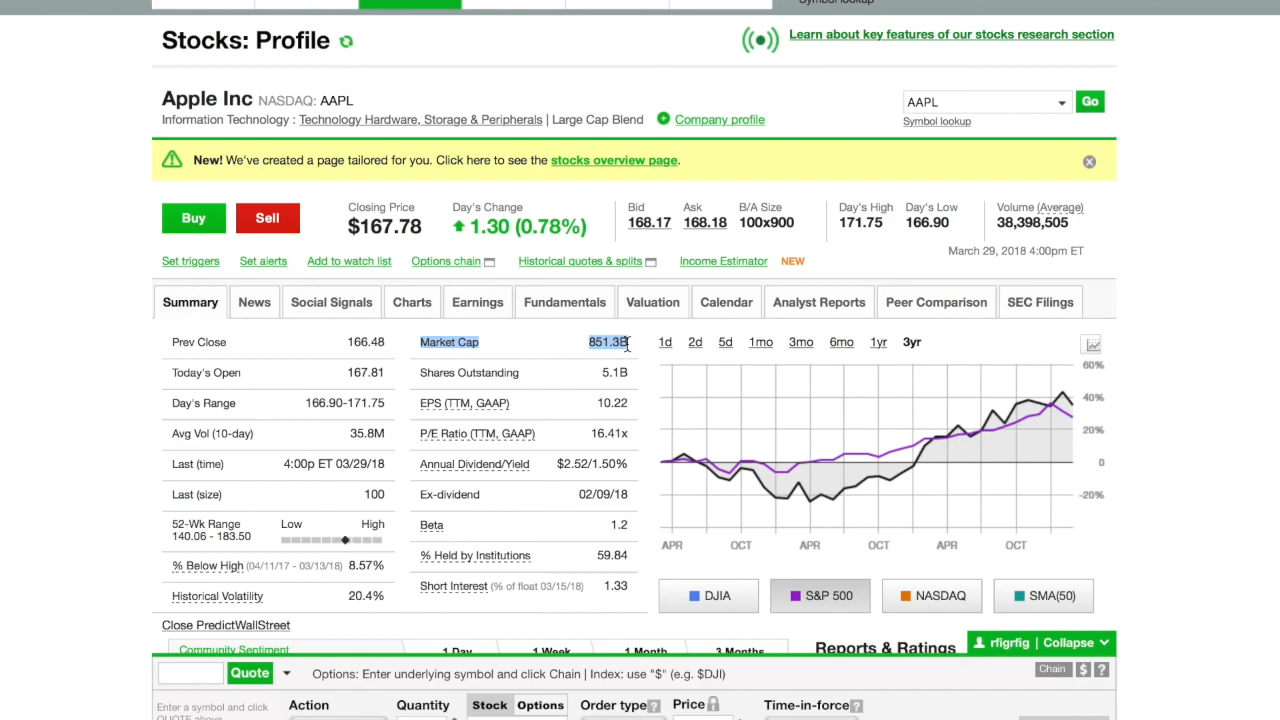 Symbol lookup
Stocks: Profile
Learn about key features of our stocks research section
Apple Inc NASDAQ: AAPL
AAPL
Go
Information Technology : Technology Hardware, Storage & Peripherals | Large Cap Blend
Company profile
Symbol lookup
New! We've created a page tailored for you. Click here to see the stocks overview page.
Buy
Sell
Closing Price
Day's Change
Bid
Ask
B/A Size
Day's High
Day's Low
Volume (Average)
$167.78
1.30 (0.78%)
168.17
168.18
100x900
171.75
166.90
38,398,505
March 29, 2018 4:00pm ET
Set triggers
Set alerts
Add to watch list
Options chain
Historical quotes & splits
Income Estimator
NEW
Summary
News
Social Signals
Charts
Earnings
Fundamentals
Valuation
Calendar
Analyst Reports
Peer Comparison
SEC Filings
Prev Close 166.48
Today's Open 167.81
Day's Range 166.90-171.75
Avg Vol (10-day) 35.8M
Last (time) 4:00p ET 03/29/18
Last (size) 100
52-Wk Range Low High
140.06 - 183.50
% Below High (04/11/17 - 03/13/18) 8.57%
Historical Volatility 20.4%
Market Cap 851.3B
Shares Outstanding 5.1B
EPS (TTM, GAAP) 10.22
P/E Ratio (TTM, GAAP) 16.41x
Annual Dividend/Yield $2.52/1.50%
Ex-dividend 02/09/18
Beta 1.2
% Held by Institutions 59.84
Short Interest (% of float 03/15/18) 1.33
1d 2d 5d 1mo 3mo 6mo 1yr 3yr
60%
40%
20%
0
-20%
APR OCT APR OCT APR OCT
DJIA
S&P 500
NASDAQ
SMA(50)
Close PredictWallStreet
Community Sentiment
1 Day
1 Week
1 Month
3 Months
Reports & Ratings
rfigrfig | Collapse
Quote
Options: Enter underlying symbol and click Chain | Index: use "$" (e.g. $DJI)
Chain
$
?
Enter a symbol and click
QUOTE above
Action
Quantity
Stock
Options
Order type
?
Price
Time-in-force
?